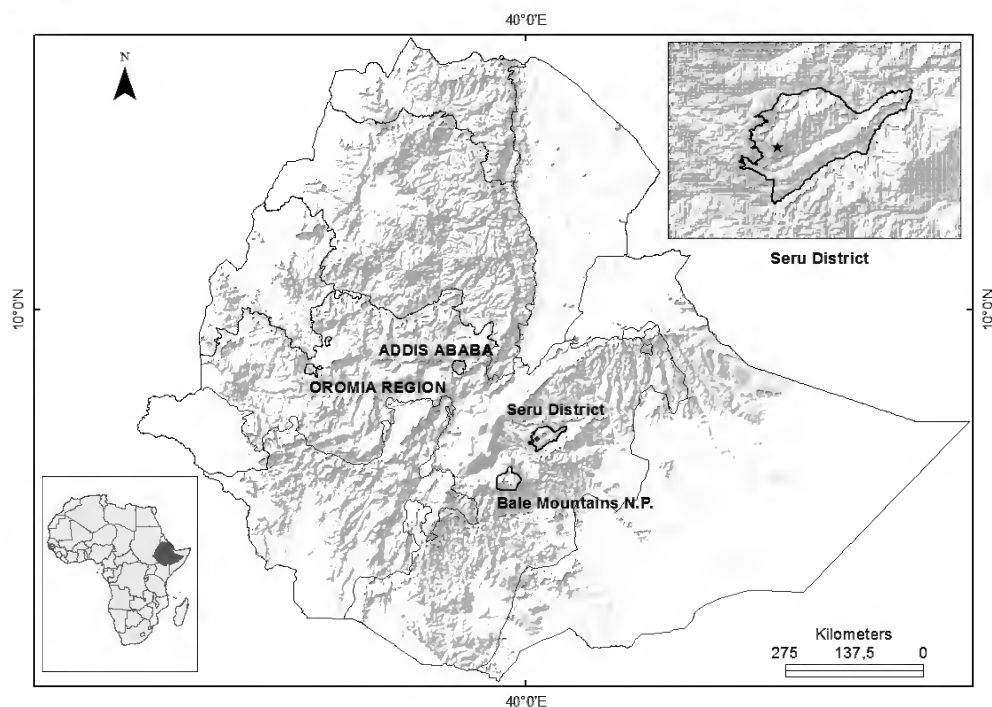 40°0'E
N
Seru District
10°0'N
10°0'N
ADDIS ABABA
OROMIA REGION
Seru District
Bale Mountains N.P.
Kilometers
275 137,5 0
40°0'E